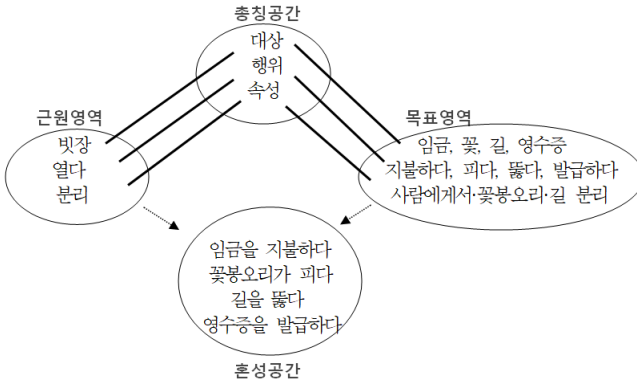 총칭공간
대상
행위
속성
근원영역
빗장
열다
분리
목표영역
임금, 꽃, 길, 영수증
지불하다, 피다, 뚫다, 발급하다
사람에게서·꽃봉오리·길 분리
임금을 지불하다
꽃봉오리가 피다
길을 뚫다
영수증을 발급하다
혼성공간